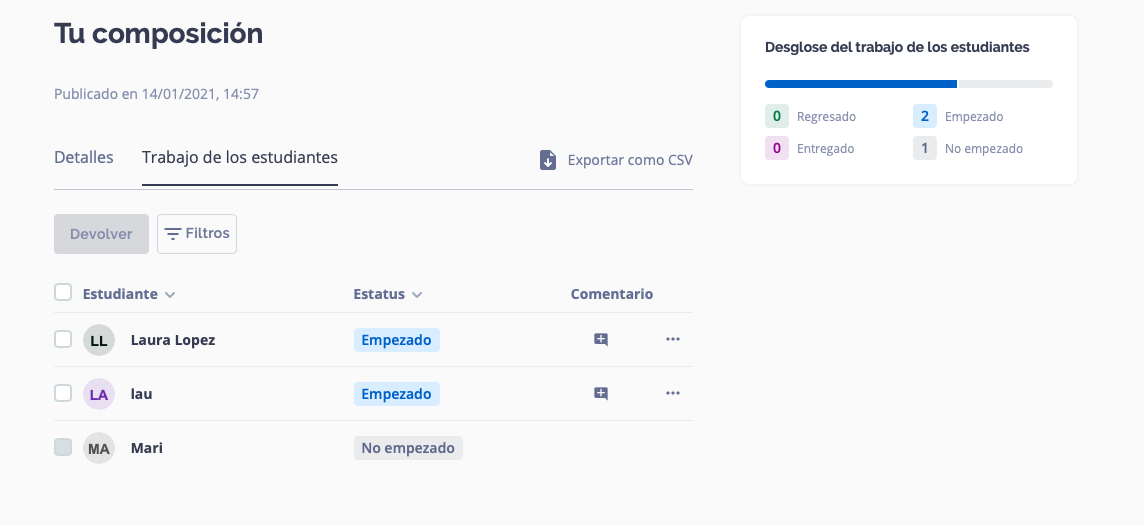 Tu composición
Publicado en 14/01/2021, 14:57
Detalles Trabajo de los estudiantes Exportar como CSV
Devolver Filtros
Estudiante Estatus Comentario
LL Laura Lopez Empezado
LA lau Empezado
MA Mari No empezado
Desglose del trabajo de los estudiantes
0 Regresado 2 Empezado
0 Entregado 1 No empezado